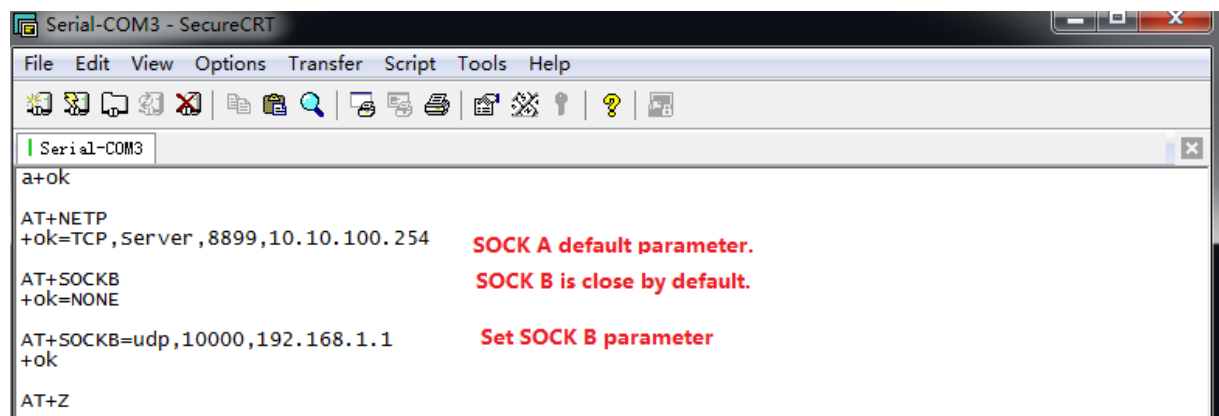 Serial-COM3 - SecureCRT
File Edit View Options Transfer Script Tools Help
Serial-COM3
a+ok
AT+NETP
+ok=TCP,Server,8899,10.10.100.254
SOCK A default parameter.
AT+SOCKB
SOCK B is close by default.
+ok=NONE
AT+SOCKB=udp,10000,192.168.1.1
Set SOCK B parameter
+ok
AT+Z